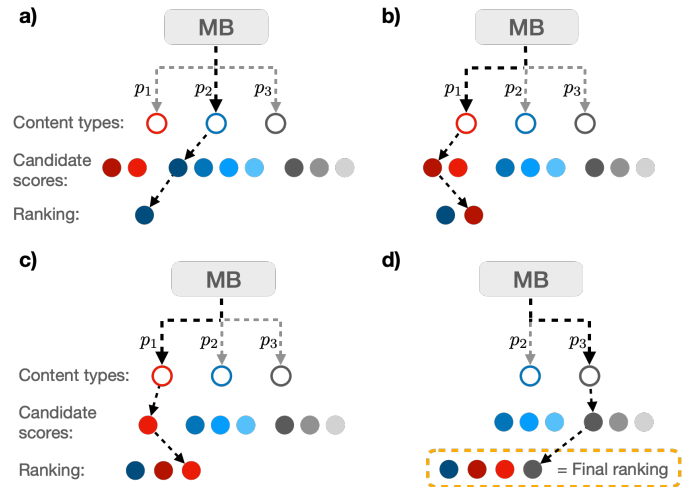 a)
MB
p1 p2 p3
Content types:
Candidate
scores:
Ranking:
b)
MB
p1 p2 p3
c)
MB
p1 p2 p3
Content types:
Candidate
scores:
Ranking:
d)
MB
p2 p3
= Final ranking